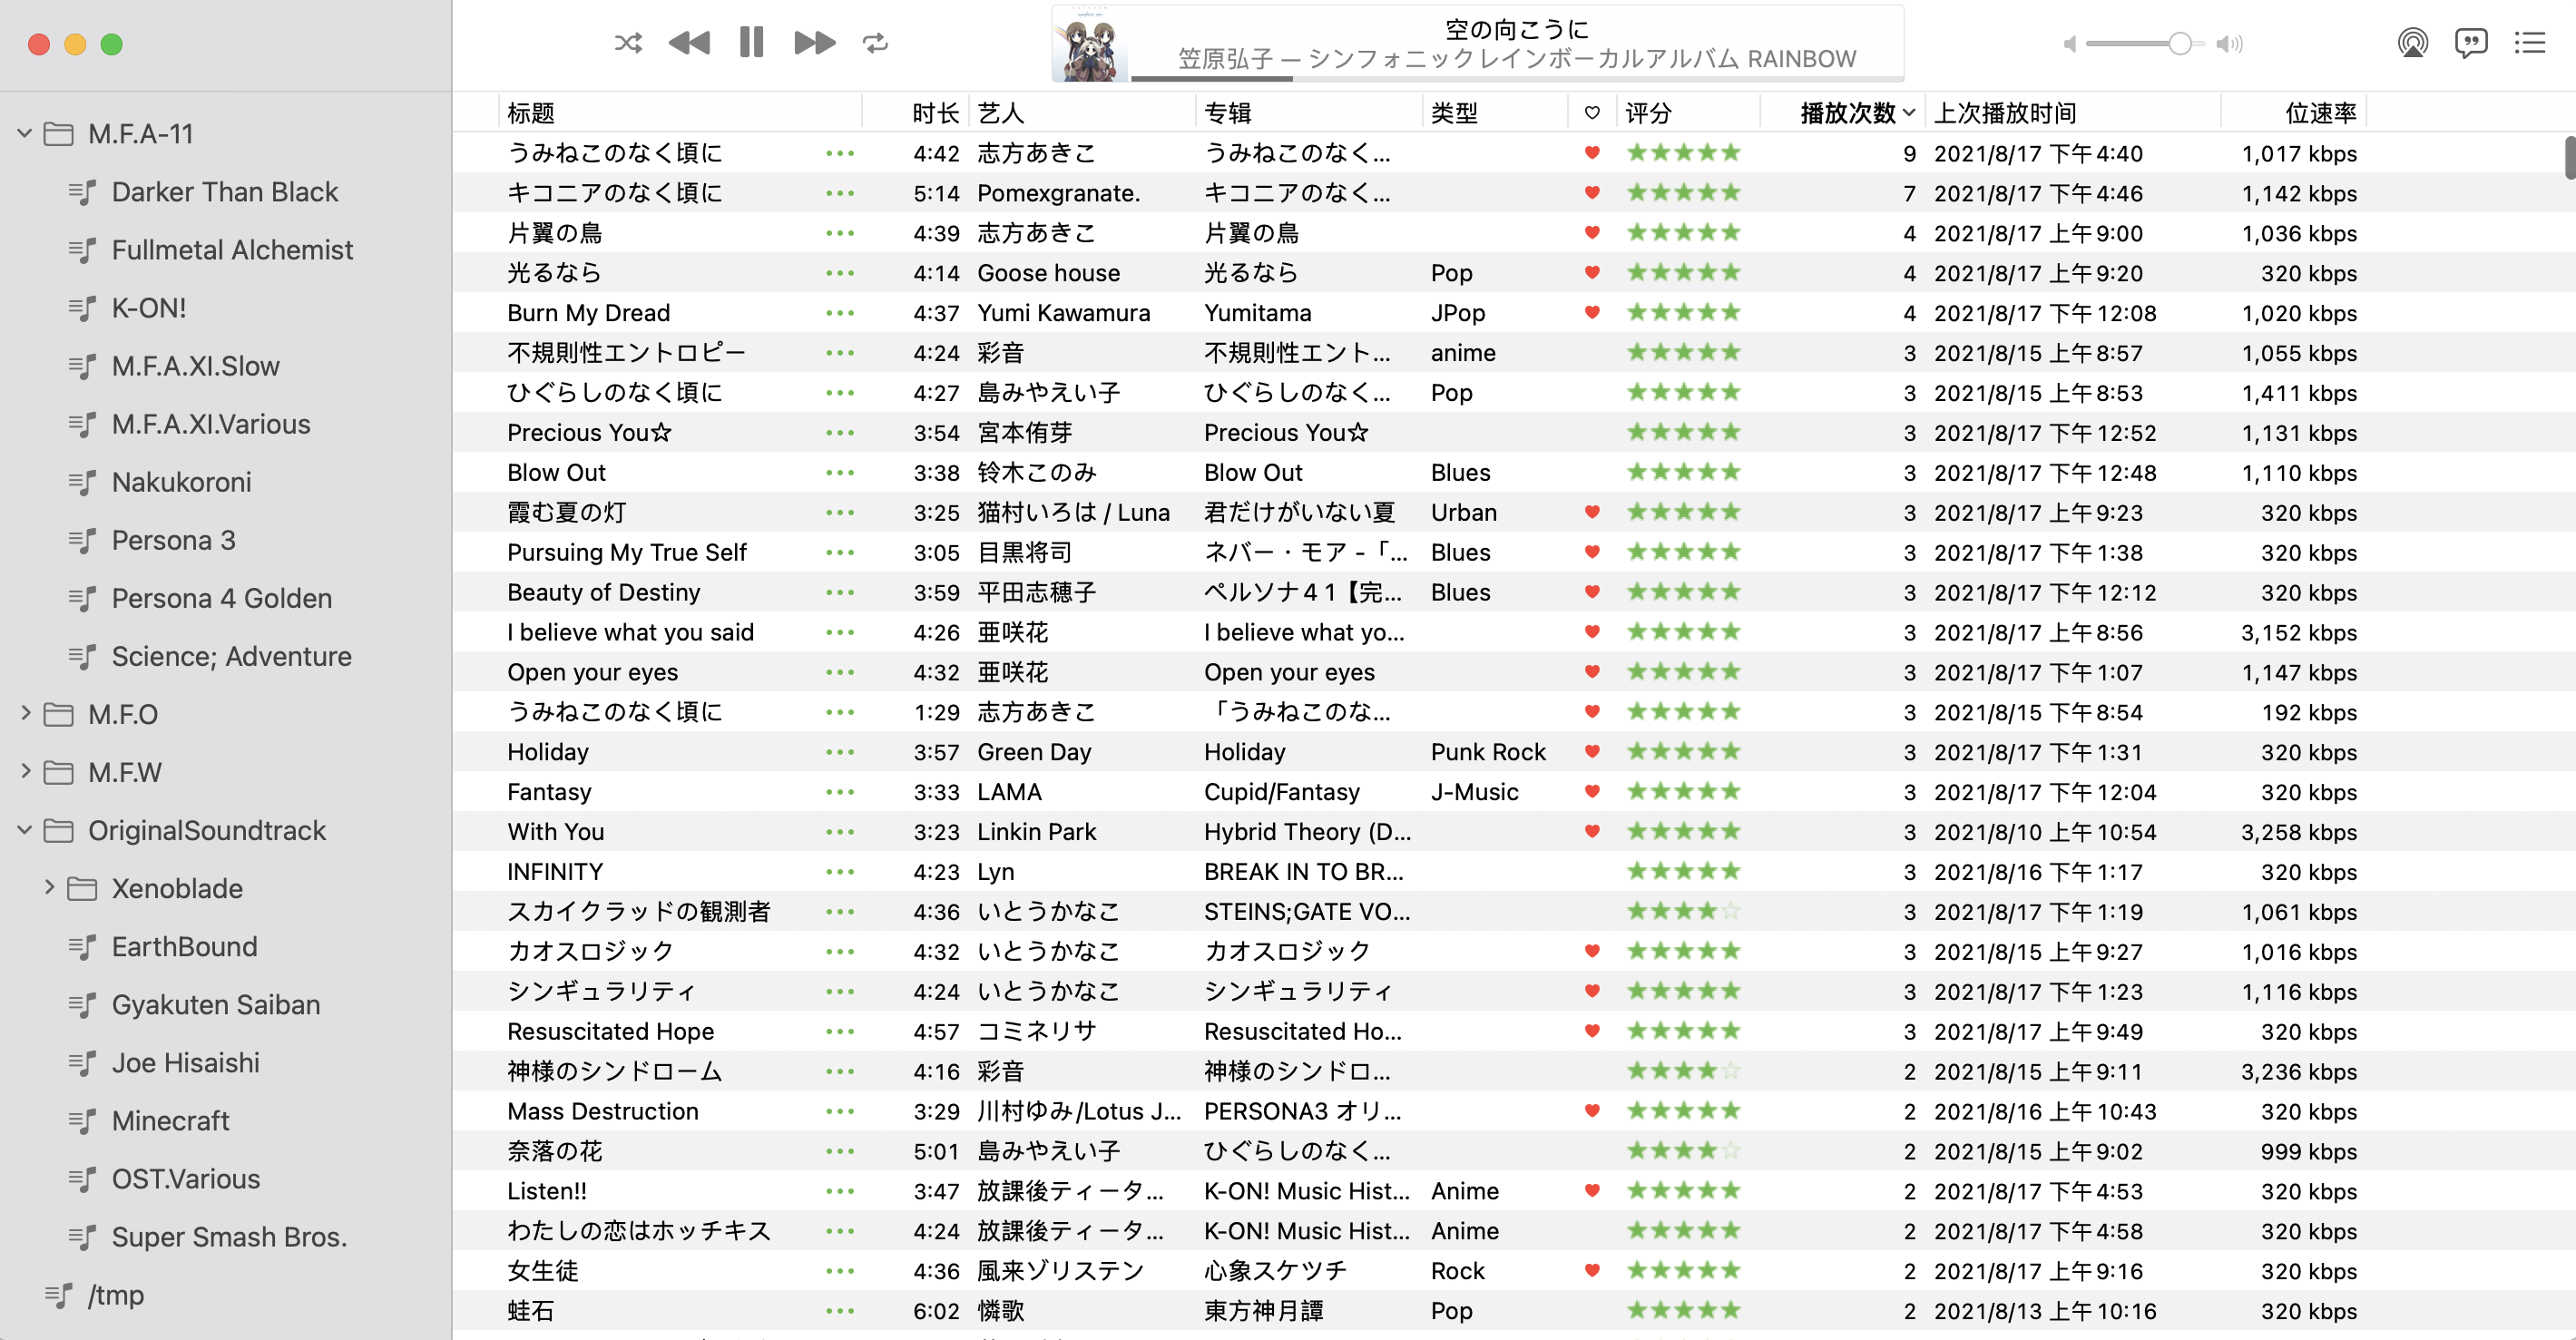 空の向こうに
笠原弘子 — シンフォニックレインボーカルアルバム RAINBOW
M.F.A-11
Darker Than Black
Fullmetal Alchemist
K-ON!
M.F.A.XI.Slow
M.F.A.XI.Various
Nakukoroni
Persona 3
Persona 4 Golden
Science; Adventure
M.F.O
M.F.W
OriginalSoundtrack
Xenoblade
EarthBound
Gyakuten Saiban
Joe Hisaishi
Minecraft
OST.Various
Super Smash Bros.
/tmp
标题 时长 艺人 专辑 类型 ♡ 评分 播放次数 上次播放时间 位速率
うみねこのなく頃に ••• 4:42 志方あきこ うみねこのなく... ♥ ★★★★★ 9 2021/8/17 下午4:40 1,017 kbps
キコニアのなく頃に ••• 5:14 Pomexgranate. キコニアのなく... ♥ ★★★★★ 7 2021/8/17 下午4:46 1,142 kbps
片翼の鳥 ••• 4:39 志方あきこ 片翼の鳥 ♥ ★★★★★ 4 2021/8/17 上午9:00 1,036 kbps
光るなら ••• 4:14 Goose house 光るなら Pop ♥ ★★★★★ 4 2021/8/17 上午9:20 320 kbps
Burn My Dread ••• 4:37 Yumi Kawamura Yumitama JPop ♥ ★★★★★ 4 2021/8/17 下午12:08 1,020 kbps
不規則性エントロピー ••• 4:24 彩音 不規則性エント... anime ★★★★★ 3 2021/8/15 上午8:57 1,055 kbps
ひぐらしのなく頃に ••• 4:27 島みやえい子 ひぐらしのなく... Pop ★★★★★ 3 2021/8/15 上午8:53 1,411 kbps
Precious You☆ ••• 3:54 宮本侑芽 Precious You☆ ★★★★★ 3 2021/8/17 下午12:52 1,131 kbps
Blow Out ••• 3:38 铃木このみ Blow Out Blues ★★★★★ 3 2021/8/17 下午12:48 1,110 kbps
霞む夏の灯 ••• 3:25 猫村いろは / Luna 君だけがいない夏 Urban ♥ ★★★★★ 3 2021/8/17 上午9:23 320 kbps
Pursuing My True Self ••• 3:05 目黒将司 ネバー・モア -「... Blues ♥ ★★★★★ 3 2021/8/17 下午1:38 320 kbps
Beauty of Destiny ••• 3:59 平田志穂子 ペルソナ４1【完... Blues ♥ ★★★★★ 3 2021/8/17 下午12:12 320 kbps
I believe what you said ••• 4:26 亜咲花 I believe what yo... ♥ ★★★★★ 3 2021/8/17 上午8:56 3,152 kbps
Open your eyes ••• 4:32 亜咲花 Open your eyes ♥ ★★★★★ 3 2021/8/17 下午1:07 1,147 kbps
うみねこのなく頃に ••• 1:29 志方あきこ 「うみねこのな... ♥ ★★★★★ 3 2021/8/15 下午8:54 192 kbps
Holiday ••• 3:57 Green Day Holiday Punk Rock ♥ ★★★★★ 3 2021/8/17 下午1:31 320 kbps
Fantasy ••• 3:33 LAMA Cupid/Fantasy J-Music ♥ ★★★★★ 3 2021/8/17 下午12:04 320 kbps
With You ••• 3:23 Linkin Park Hybrid Theory (D... ♥ ★★★★★ 3 2021/8/10 上午10:54 3,258 kbps
INFINITY ••• 4:23 Lyn BREAK IN TO BR... ★★★★★ 3 2021/8/16 下午1:17 320 kbps
スカイクラッドの観測者 ••• 4:36 いとうかなこ STEINS;GATE VO... ★★★★☆ 3 2021/8/17 下午1:19 1,061 kbps
カオスロジック ••• 4:32 いとうかなこ カオスロジック ♥ ★★★★★ 3 2021/8/15 上午9:27 1,016 kbps
シンギュラリティ ••• 4:24 いとうかなこ シンギュラリティ ♥ ★★★★★ 3 2021/8/17 下午1:23 1,116 kbps
Resuscitated Hope ••• 4:57 コミネリサ Resuscitated Ho... ♥ ★★★★★ 3 2021/8/17 上午9:49 320 kbps
神様のシンドローム ••• 4:16 彩音 神様のシンドロ... ★★★★☆ 2 2021/8/15 上午9:11 3,236 kbps
Mass Destruction ••• 3:29 川村ゆみ/Lotus J... PERSONA3 オリ... ♥ ★★★★★ 2 2021/8/16 上午10:43 320 kbps
奈落の花 ••• 5:01 島みやえい子 ひぐらしのなく... ★★★★☆ 2 2021/8/15 上午9:02 999 kbps
Listen!! ••• 3:47 放課後ティータ... K-ON! Music Hist... Anime ♥ ★★★★★ 2 2021/8/17 下午4:53 320 kbps
わたしの恋はホッチキス ••• 4:24 放課後ティータ... K-ON! Music Hist... Anime ★★★★★ 2 2021/8/17 下午4:58 320 kbps
女生徒 ••• 4:36 風来ゾリステン 心象スケツチ Rock ♥ ★★★★★ 2 2021/8/17 上午9:16 320 kbps
蛙石 ••• 6:02 憐歌 東方神月譚 Pop ★★★★★ 2 2021/8/13 上午10:16 320 kbps